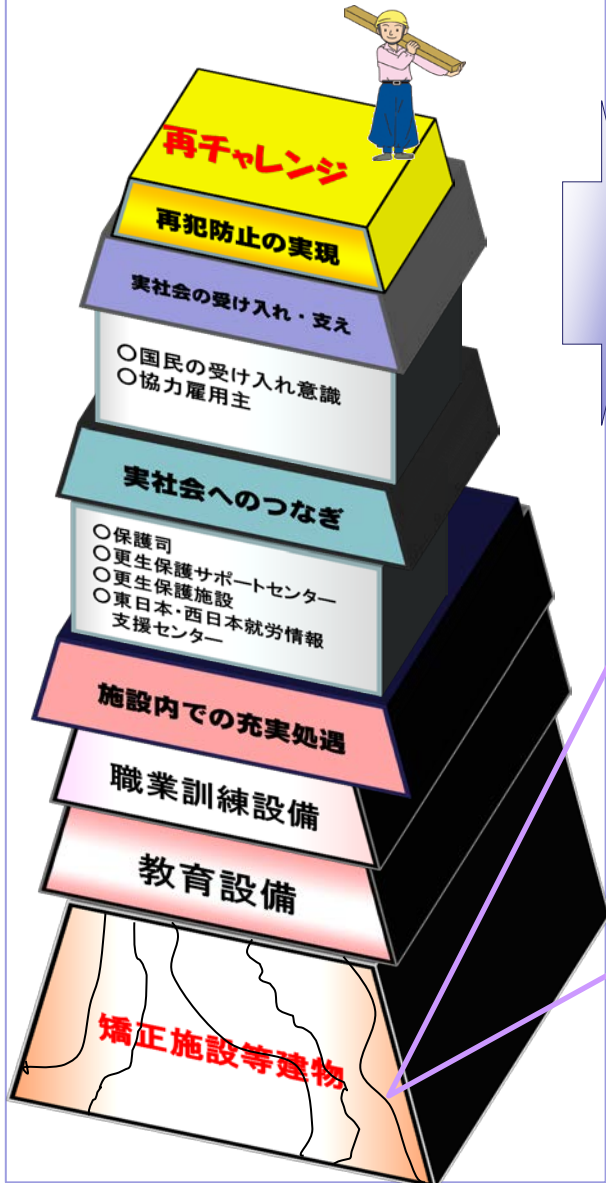 再チャレンジ
再犯防止の実現
実社会の受け入れ・支え
○国民の受け入れ意識
○協力雇用主
実社会へのつなぎ
○保護司
○更生保護サポートセンター
○更生保護施設
○東日本・西日本就労情報
支援センター
施設内での充実処遇
職業訓練設備
教育設備
矯正施設等建物